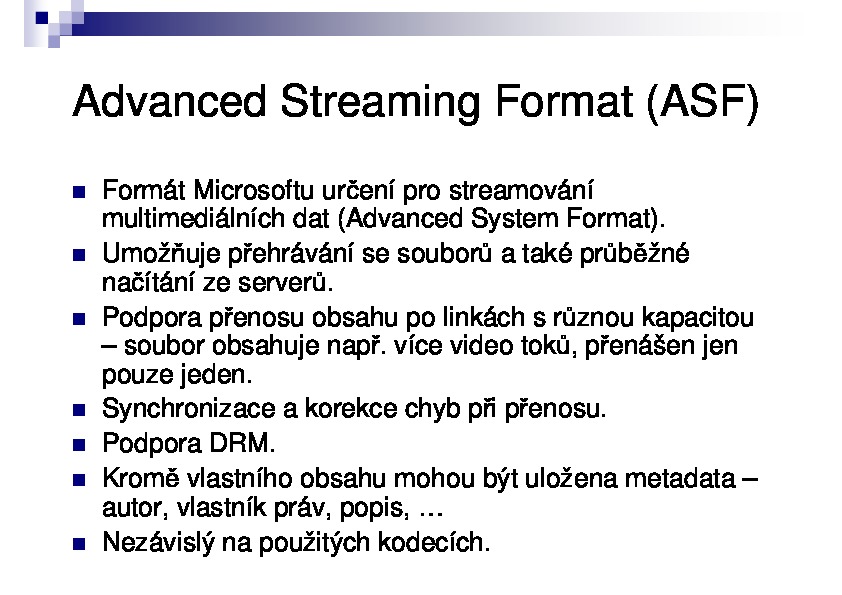 Advanced Streaming Format (ASF)
Formát Microsoftu určení pro streamování
multimediálních dat (Advanced System Format).
Umožňuje přehrávání se souborů a také průběžné
načítání ze serverů.
Podpora přenosu obsahu po linkách s různou kapacitou
– soubor obsahuje např. více video toků, přenášen jen
pouze jeden.
Synchronizace a korekce chyb při přenosu.
Podpora DRM.
Kromě vlastního obsahu mohou být uložena metadata –
autor, vlastník práv, popis, …
Nezávislý na použitých kodecích.